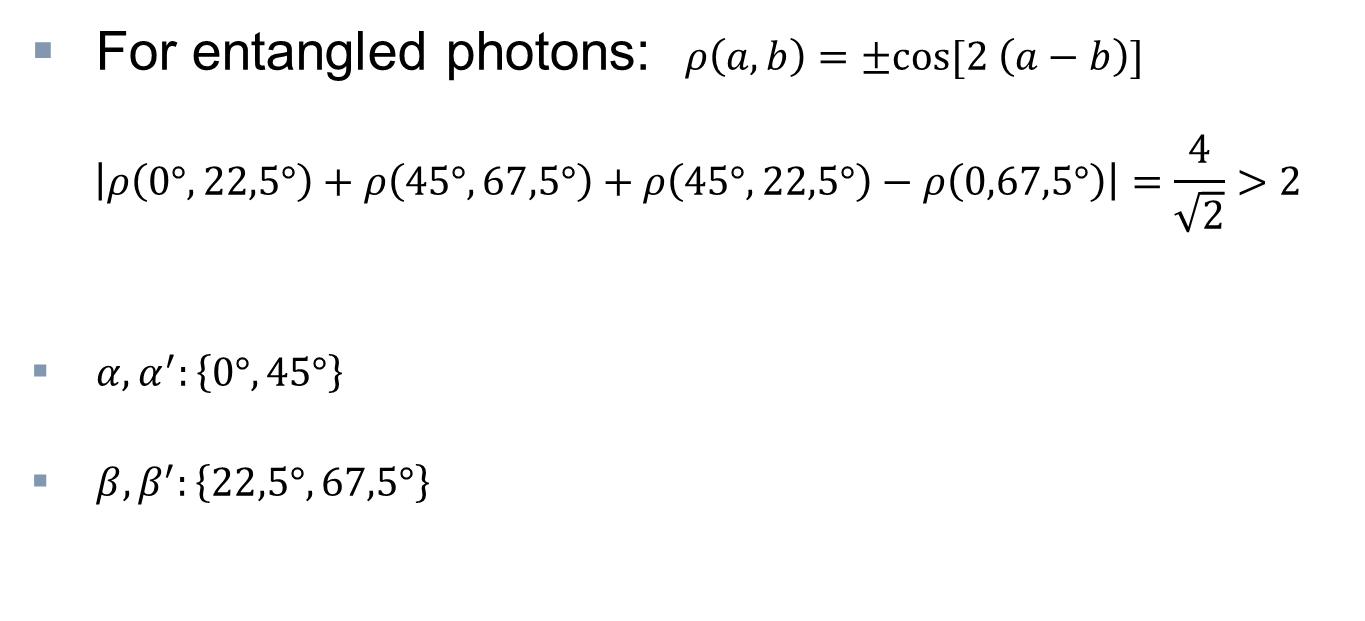 ▪ For entangled photons: ρ(a, b) = ±cos[2 (a − b)]
|ρ(0°, 22,5°) + ρ(45°, 67,5°) + ρ(45°, 22,5°) − ρ(0,67,5°)| = 4/√2 > 2
▪ α, α′: {0°, 45°}
▪ β, β′: {22,5°, 67,5°}